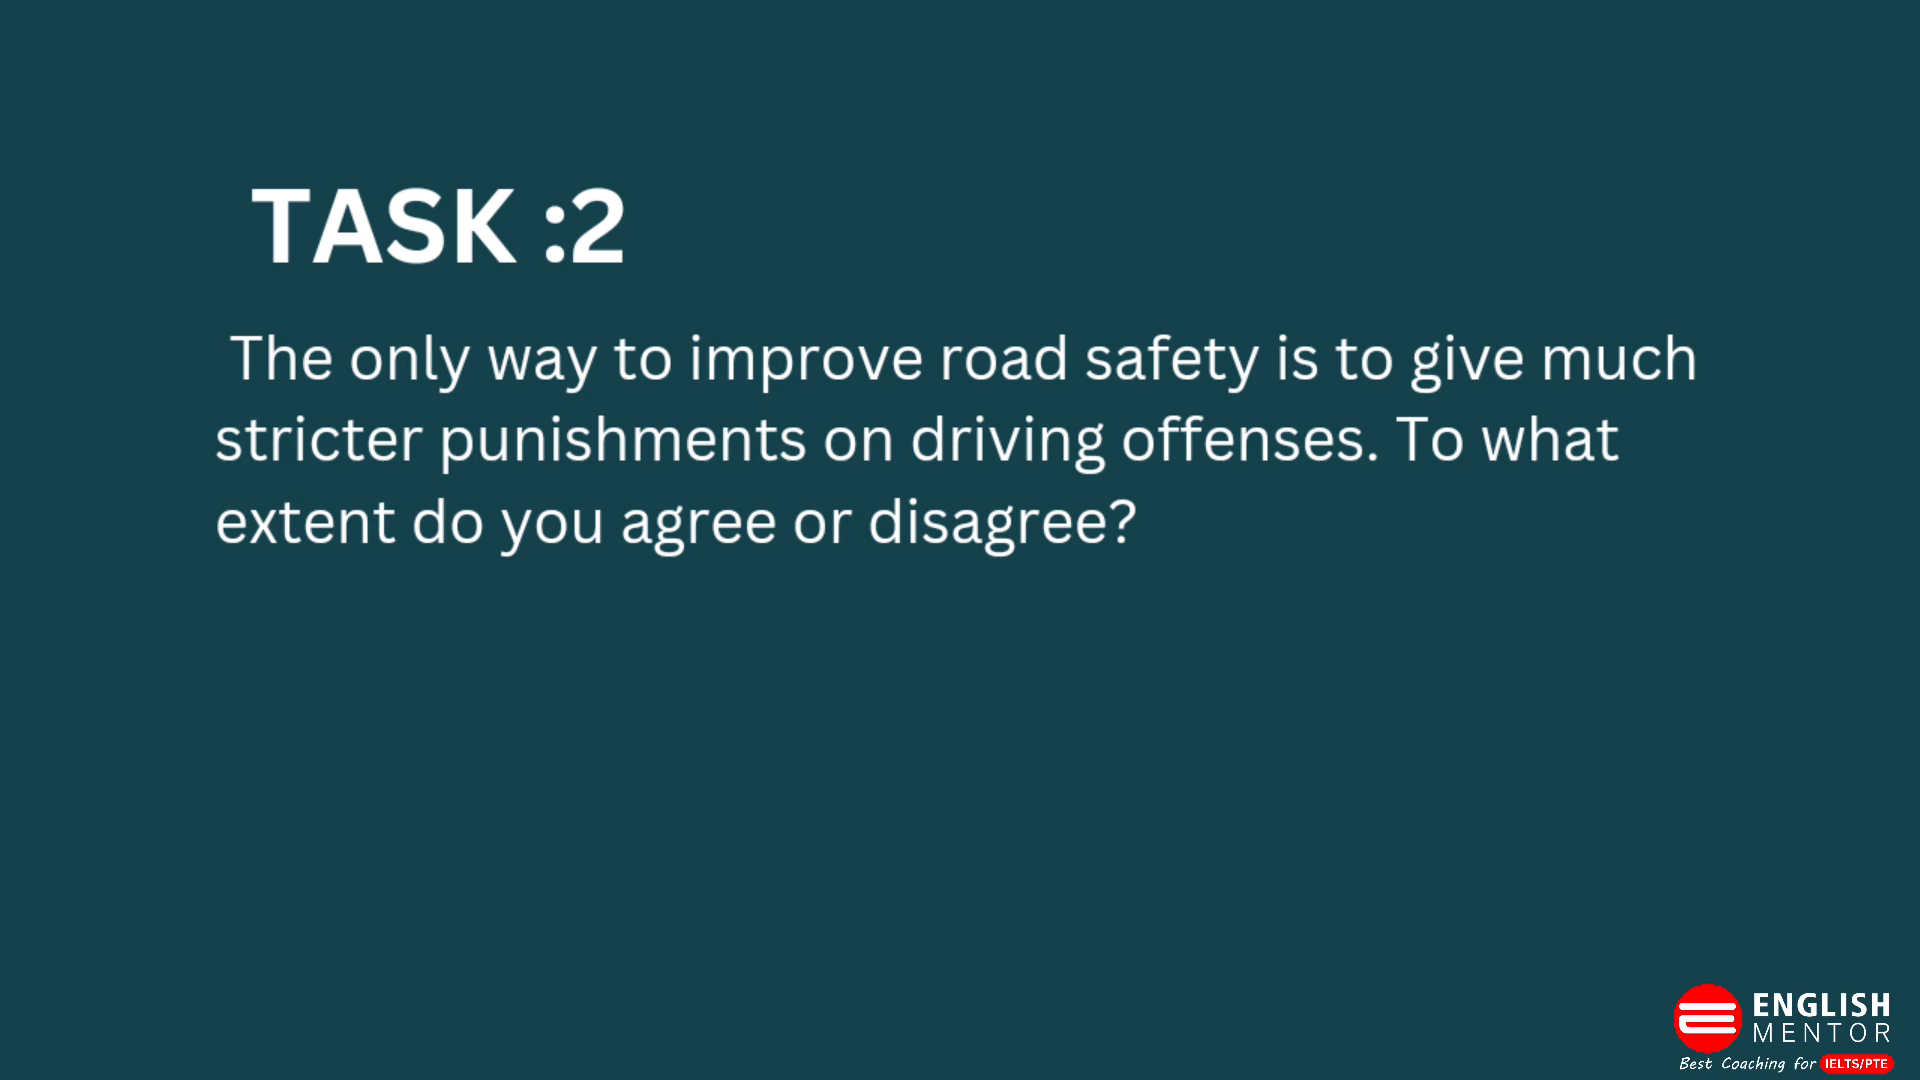 TASK :2
The only way to improve road safety is to give much
stricter punishments on driving offenses. To what
extent do you agree or disagree?
ENGLISH
MENTOR
Best Coaching for IELTS/PTE